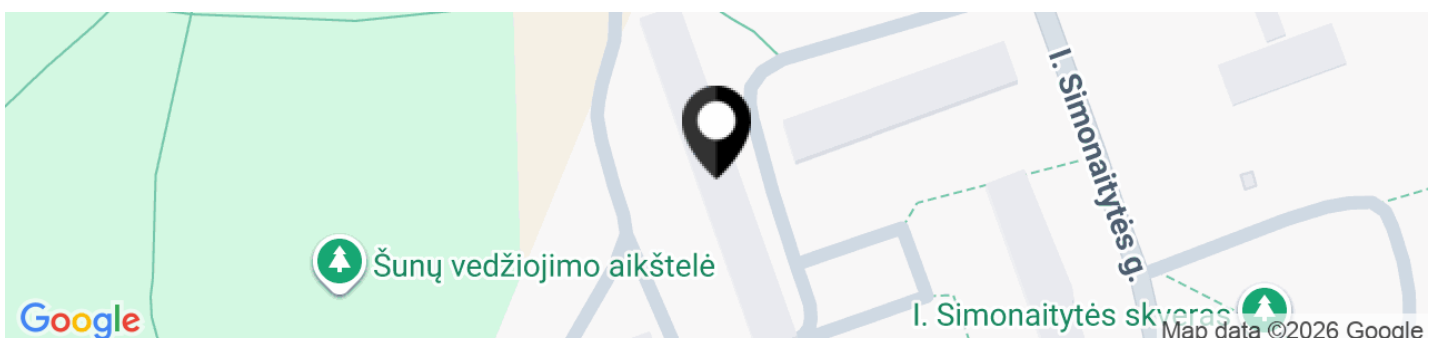 I. Simonaitytės g.
Šunų vedžiojimo aikštelė
I. Simonaitytės skveras
Google
Map data ©2026 Google